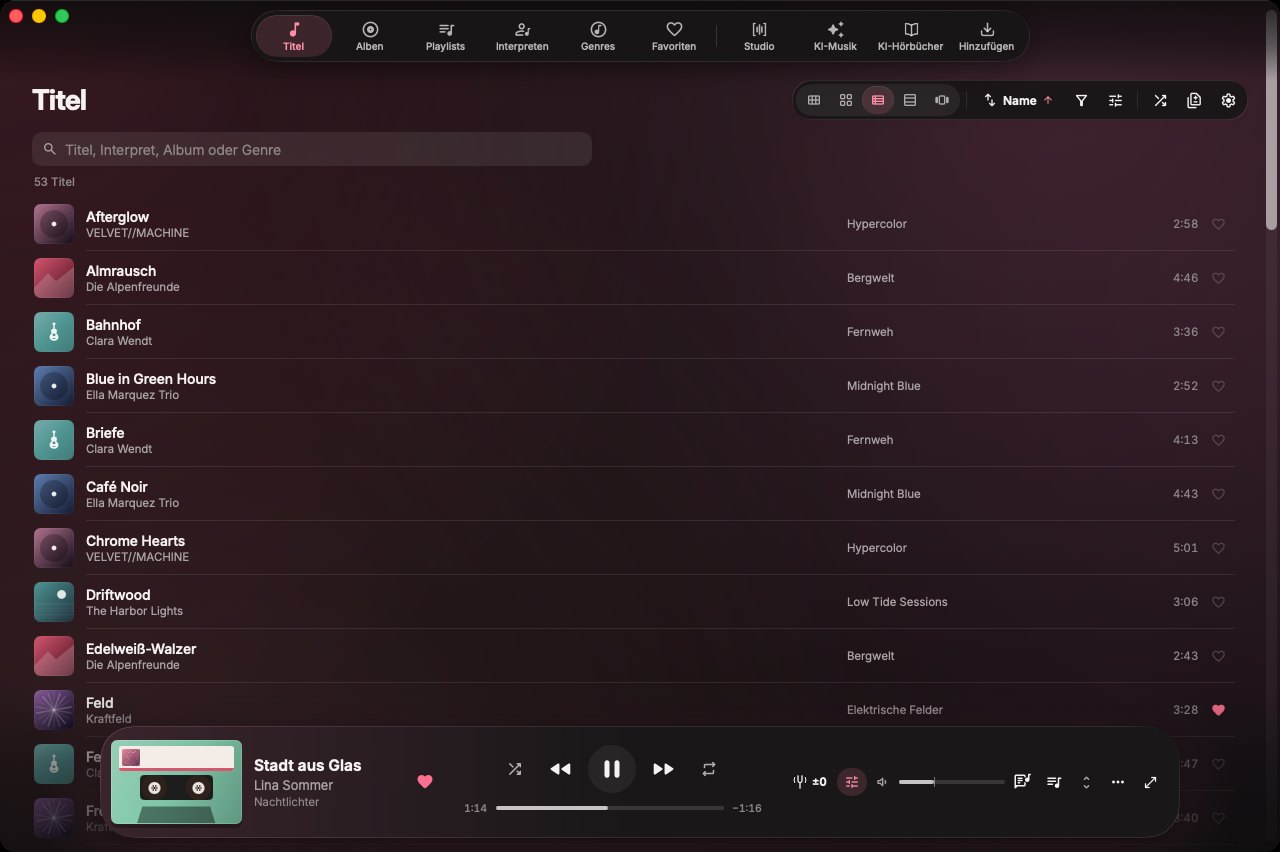 Titel
Alben
Playlists
Interpreten
Genres
Favoriten
Studio
KI-Musik
KI-Hörbücher
Hinzufügen
Titel
Name
Titel, Interpret, Album oder Genre
53 Titel
Afterglow
VELVET//MACHINE
Hypercolor
2:58
Almrausch
Die Alpenfreunde
Bergwelt
4:46
Bahnhof
Clara Wendt
Fernweh
3:36
Blue in Green Hours
Ella Marquez Trio
Midnight Blue
2:52
Briefe
Clara Wendt
Fernweh
4:13
Café Noir
Ella Marquez Trio
Midnight Blue
4:43
Chrome Hearts
VELVET//MACHINE
Hypercolor
5:01
Driftwood
The Harbor Lights
Low Tide Sessions
3:06
Edelweiß-Walzer
Die Alpenfreunde
Bergwelt
2:43
Feld
Kraftfeld
Elektrische Felder
3:28
Stadt aus Glas
Lina Sommer
Nachtlichter
1:14
−1:16
±0